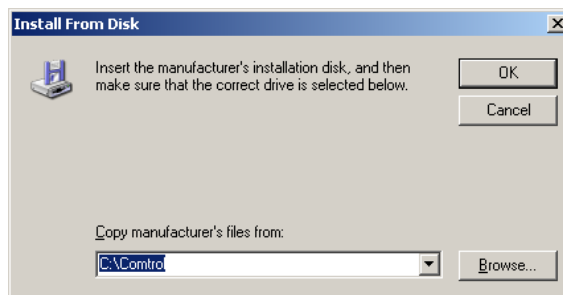 Install From Disk
Insert the manufacturer's installation disk, and then
make sure that the correct drive is selected below.
OK
Cancel
Copy manufacturer's files from:
C:\Comtrol
Browse...